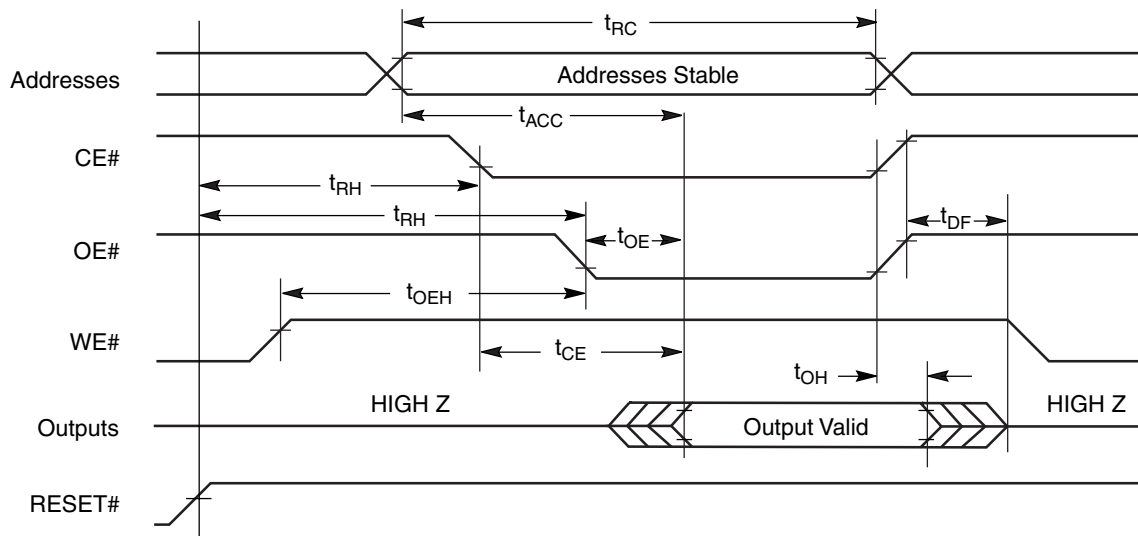 tRC
Addresses
Addresses Stable
tACC
CE#
tRH
tRH
tOE
tDF
OE#
tOEH
WE#
tCE
tOH
HIGH Z
HIGH Z
Outputs
Output Valid
RESET#